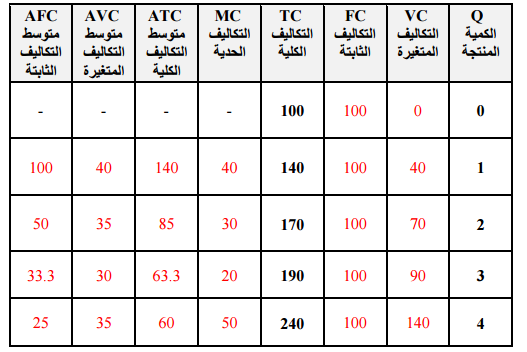 AFC AVC ATC MC TC FC VC Q
متوسط متوسط متوسط التكاليف التكاليف التكاليف التكاليف الكمية
التكاليف التكاليف التكاليف الحدية الكلية الثابتة المتغيرة المنتجة
الثابتة المتغيرة الكلية
- - - - 100 100 0 0
100 40 140 40 140 100 40 1
50 35 85 30 170 100 70 2
33.3 30 63.3 20 190 100 90 3
25 35 60 50 240 100 140 4